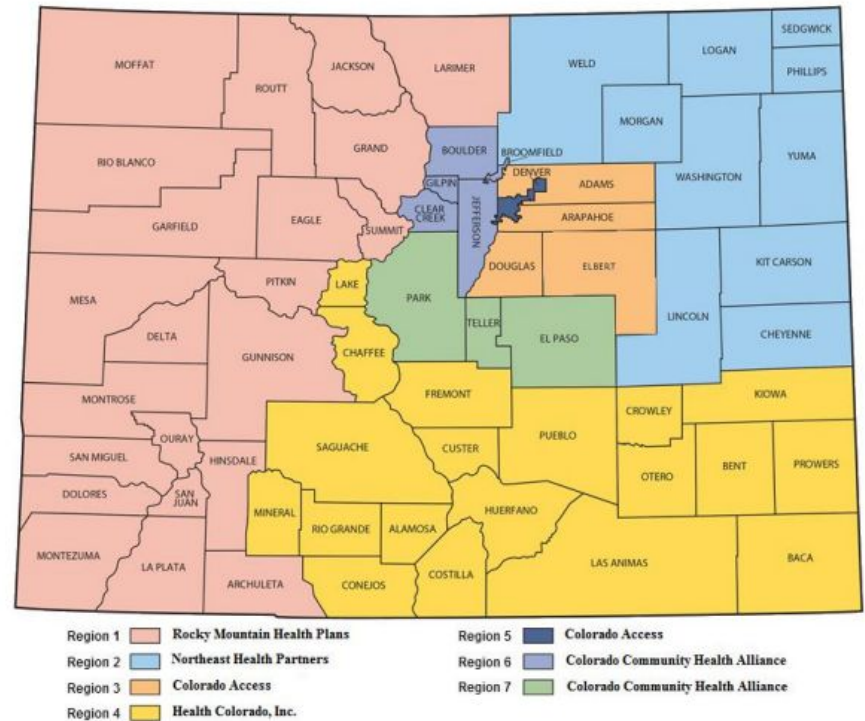 MOFFAT
ROUTT
JACKSON
LARIMER
WELD
LOGAN
SEDGWICK
PHILLIPS
MORGAN
RIO BLANCO
GRAND
BOULDER
BROOMFIELD
WASHINGTON
YUMA
GILPIN
DENVER
ADAMS
CLEAR
CREEK
JEFFERSON
ARAPAHOE
GARFIELD
EAGLE
SUMMIT
DOUGLAS
ELBERT
KIT CARSON
PITKIN
LAKE
PARK
MESA
LINCOLN
TELLER
EL PASO
CHEYENNE
DELTA
GUNNISON
CHAFFEE
FREMONT
KIOWA
MONTROSE
CROWLEY
OURAY
SAGUACHE
CUSTER
PUEBLO
SAN MIGUEL
HINSDALE
OTERO
BENT
PROWERS
DOLORES
SAN
JUAN
MINERAL
RIO GRANDE
ALAMOSA
HUERFANO
MONTEZUMA
LA PLATA
ARCHULETA
CONEJOS
COSTILLA
LAS ANIMAS
BACA
Region 1 Rocky Mountain Health Plans
Region 2 Northeast Health Partners
Region 3 Colorado Access
Region 4 Health Colorado, Inc.
Region 5 Colorado Access
Region 6 Colorado Community Health Alliance
Region 7 Colorado Community Health Alliance